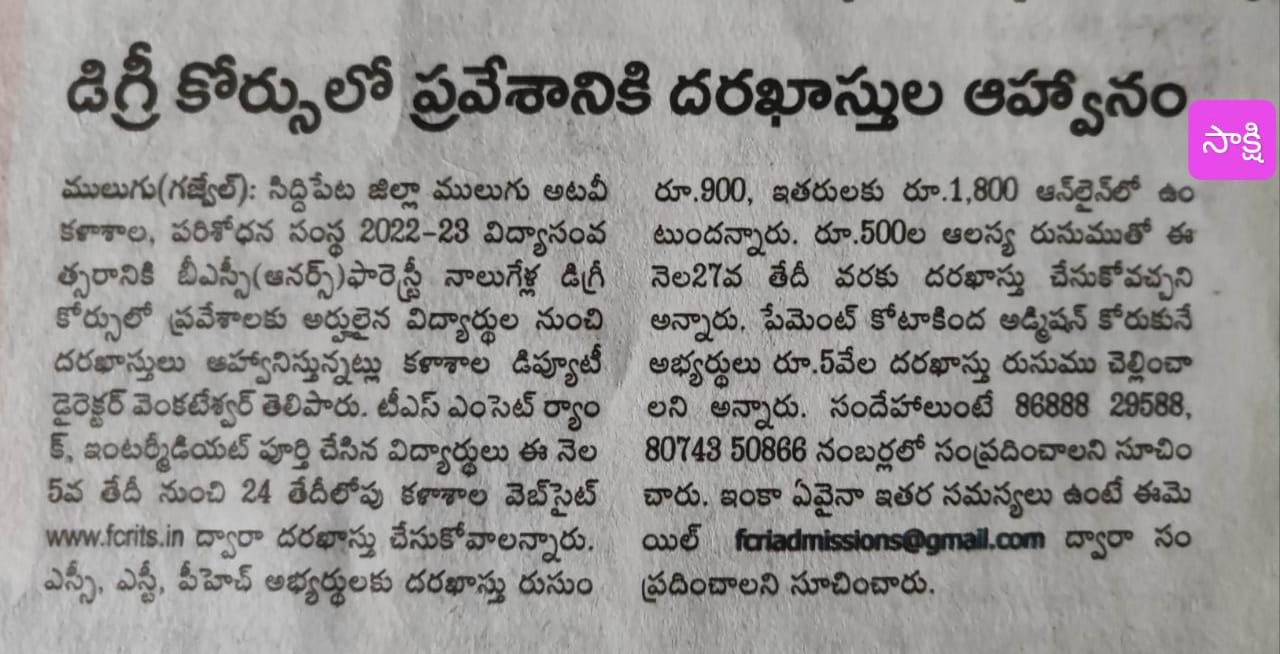 డిగ్రీ కోర్సులో ప్రవేశానికి దరఖాస్తుల ఆహ్వానం
సాక్షి
ములుగు(గజ్వేల్): సిద్దిపేట జిల్లా ములుగు అటవీ
కళాశాల, పరిశోధన సంస్థ 2022-23 విద్యాసంవ
త్సరానికి బీఎస్సీ(ఆనర్స్)ఫారెస్ట్రీ నాలుగేళ్ల డిగ్రీ
కోర్సులో ప్రవేశాలకు అర్హులైన విద్యార్థుల నుంచి
దరఖాస్తులు ఆహ్వానిస్తున్నట్లు కళాశాల డిప్యూటీ
డైరెక్టర్ వెంకటేశ్వర్ తెలిపారు. టీఎస్ ఎంసెట్ ర్యాం
క్, ఇంటర్మీడియట్ పూర్తి చేసిన విద్యార్థులు ఈ నెల
5వ తేదీ నుంచి 24 తేదీలోపు కళాశాల వెబ్‌సైట్
www.fcrits.in ద్వారా దరఖాస్తు చేసుకోవాలన్నారు.
ఎస్సీ, ఎస్టీ, పీహెచ్ అభ్యర్థులకు దరఖాస్తు రుసుం
రూ.900, ఇతరులకు రూ.1,800 ఆన్‌లైన్‌లో ఉం
టుందన్నారు. రూ.500ల ఆలస్య రుసుముతో ఈ
నెల27వ తేదీ వరకు దరఖాస్తు చేసుకోవచ్చని
అన్నారు. పేమెంట్ కోటాకింద అడ్మిషన్ కోరుకునే
అభ్యర్థులు రూ.5వేల దరఖాస్తు రుసుము చెల్లించా
లని అన్నారు. సందేహాలుంటే 86888 29588,
80743 50866 నంబర్లలో సంప్రదించాలని సూచిం
చారు. ఇంకా ఏవైనా ఇతర సమస్యలు ఉంటే ఈమె
యిల్ fcriadmissions@gmail.com ద్వారా సం
ప్రదించాలని సూచించారు.